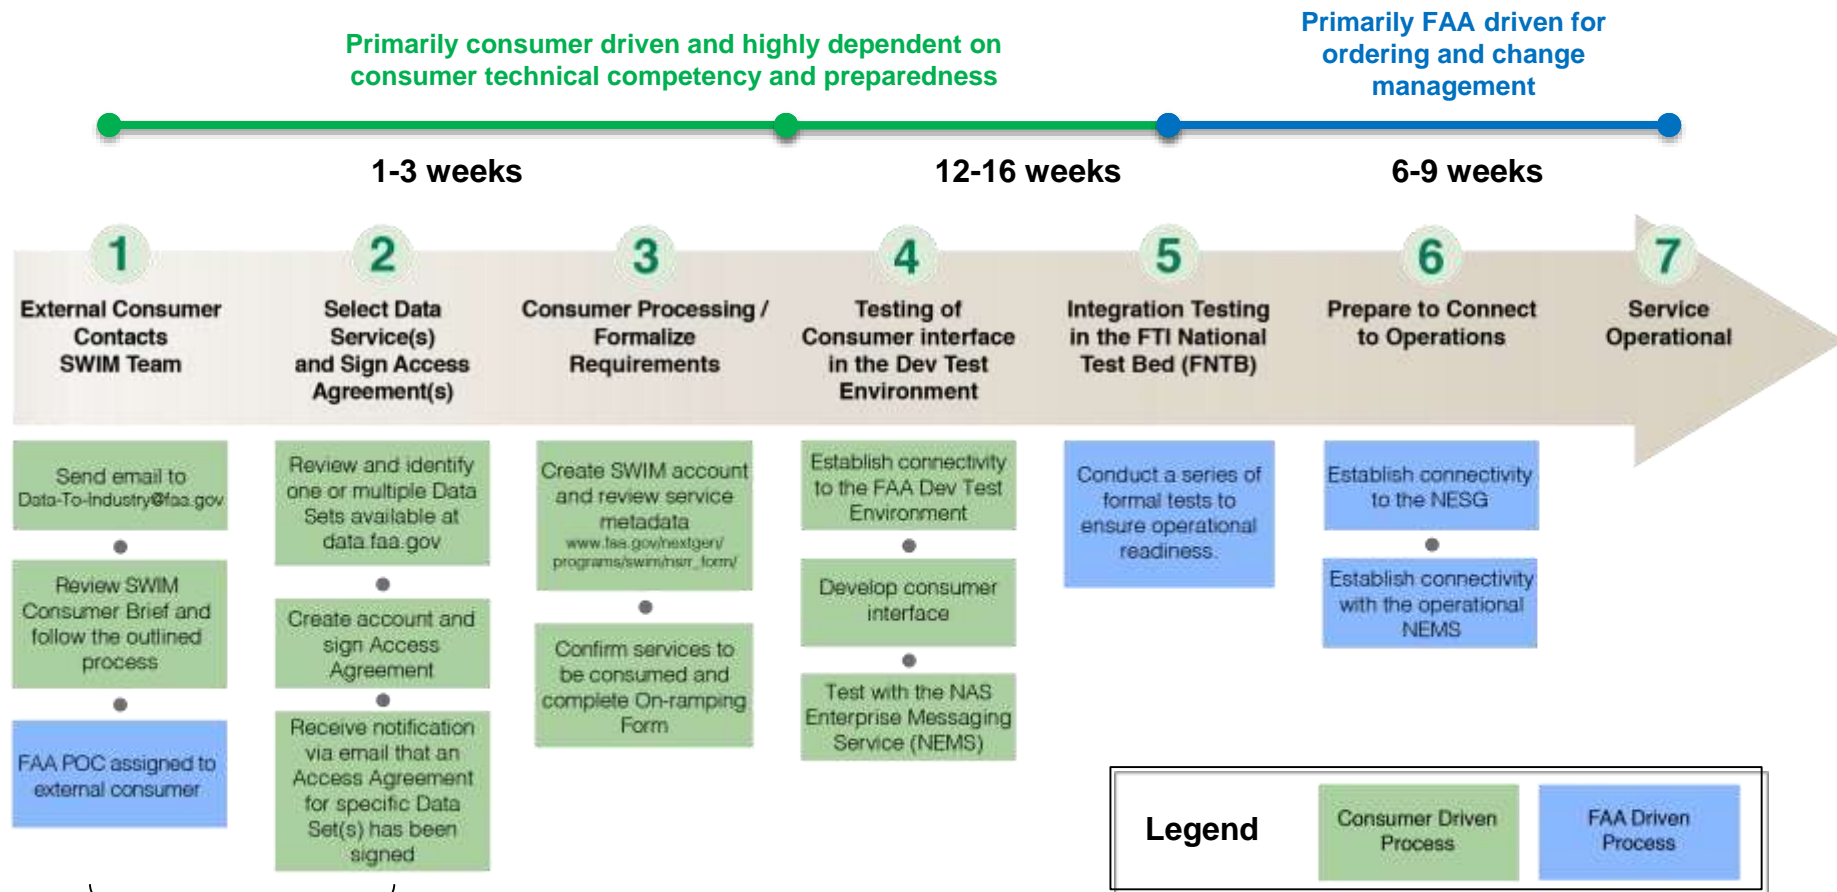 Primarily consumer driven and highly dependent on
consumer technical competency and preparedness
Primarily FAA driven for
ordering and change
management
1-3 weeks
12-16 weeks
6-9 weeks
1
External Consumer
Contacts
SWIM Team
2
Select Data
Service(s)
and Sign Access
Agreement(s)
3
Consumer Processing /
Formalize
Requirements
4
Testing of
Consumer interface
in the Dev Test
Environment
5
Integration Testing
in the FTI National
Test Bed (FNTB)
6
Prepare to Connect
to Operations
7
Service
Operational
Send email to
Data-To-Industry@faa.gov
Review SWIM
Consumer Brief and
follow the outlined
process
FAA POC assigned to
external consumer
Review and identify
one or multiple Data
Sets available at
data.faa.gov
Create account and
sign Access
Agreement
Receive notification
via email that an
Access Agreement
for specific Data
Set(s) has been
signed
Create SWIM account
and review service
metadata
www.faa.gov/nextgen/
programs/swim/nsrr_form/
Confirm services to
be consumed and
complete On-ramping
Form
Establish connectivity
to the FAA Dev Test
Environment
Develop consumer
interface
Test with the NAS
Enterprise Messaging
Service (NEMS)
Conduct a series of
formal tests to
ensure operational
readiness.
Establish connectivity
to the NESG
Establish connectivity
with the operational
NEMS
Legend
Consumer Driven
Process
FAA Driven
Process